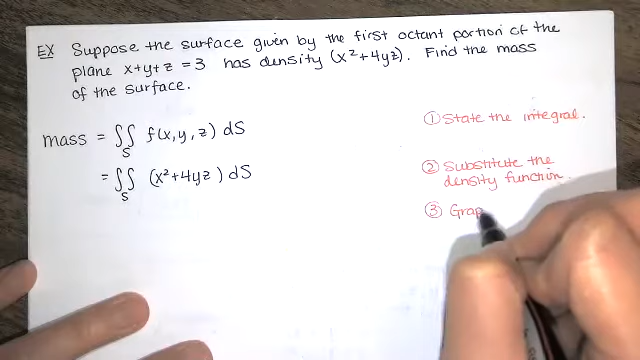 EX Suppose the surface given by the first octant portion of the
plane x+y+z = 3 has density (x²+4yz). Find the mass
of the surface.
mass = ∬_S f(x,y,z) dS
= ∬_S (x²+4yz) dS
① State the integral.
② Substitute the
density function.
③ Grap